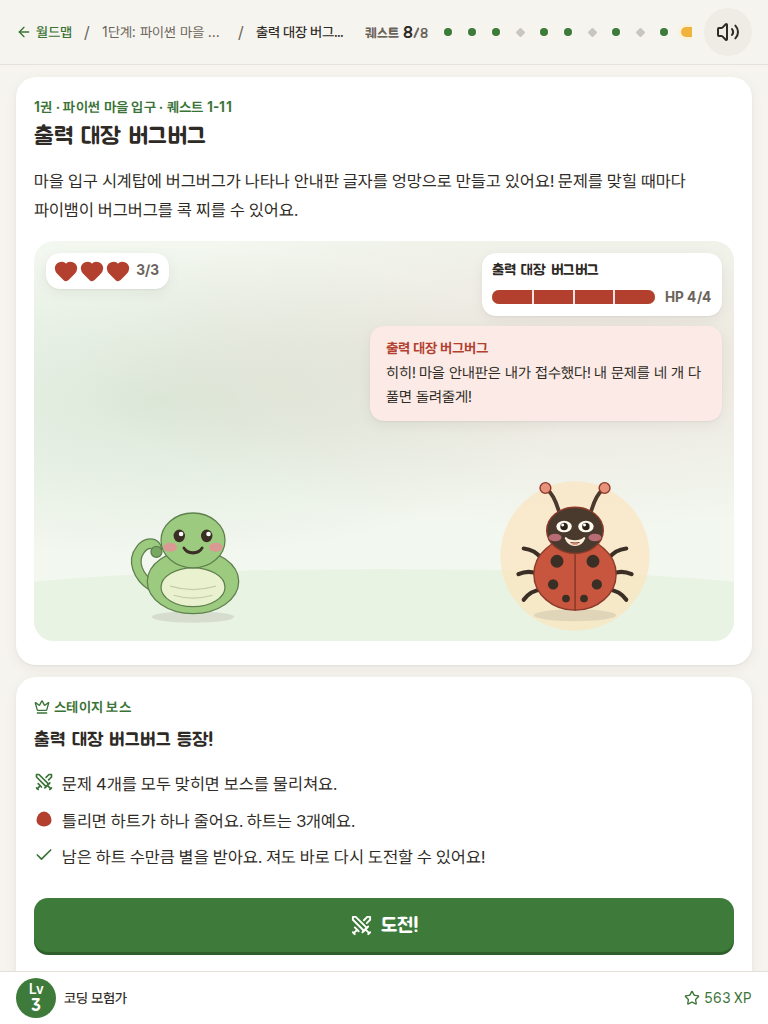 월드맵 / 1단계: 파이썬 마을 ... / 출력 대장 버그... 퀘스트 8/8
1권 · 파이썬 마을 입구 · 퀘스트 1-11
출력 대장 버그버그
마을 입구 시계탑에 버그버그가 나타나 안내판 글자를 엉망으로 만들고 있어요! 문제를 맞힐 때마다
파이뱀이 버그버그를 콕 찌를 수 있어요.
3/3
출력 대장 버그버그
HP 4/4
출력 대장 버그버그
히히! 마을 안내판은 내가 접수했다! 내 문제를 네 개 다
풀면 돌려줄게!
스테이지 보스
출력 대장 버그버그 등장!
문제 4개를 모두 맞히면 보스를 물리쳐요.
틀리면 하트가 하나 줄어요. 하트는 3개예요.
남은 하트 수만큼 별을 받아요. 져도 바로 다시 도전할 수 있어요!
도전!
Lv
3
코딩 모험가
563 XP